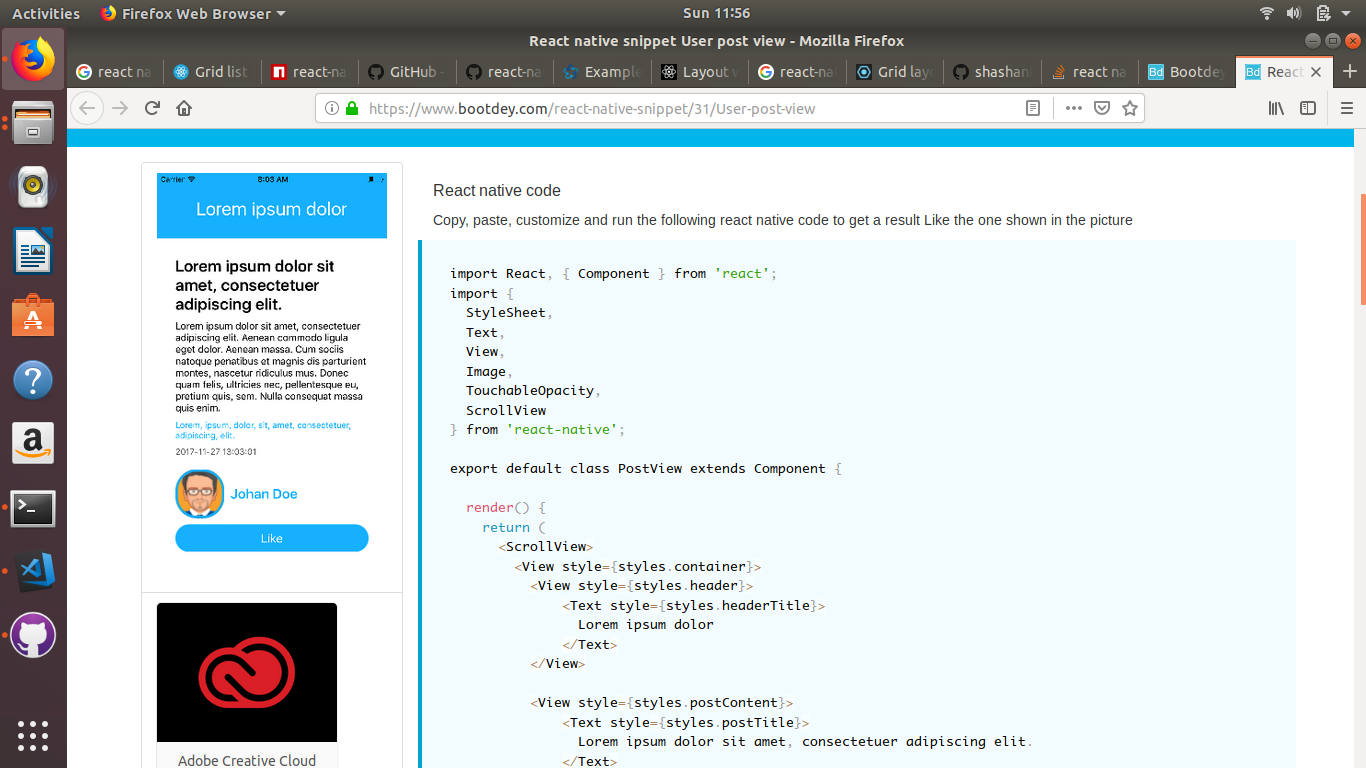 Activities Firefox Web Browser Sun 11:56
React native snippet User post view - Mozilla Firefox
react na Grid list react-na GitHub - react-na Example Layout react-na Grid lay shashan react na Bootdey React
https://www.bootdey.com/react-native-snippet/31/User-post-view
Carrier 8:03 AM
Lorem ipsum dolor
Lorem ipsum dolor sit
amet, consectetuer
adipiscing elit.
Lorem ipsum dolor sit amet, consectetuer
adipiscing elit. Aenean commodo ligula
eget dolor. Aenean massa. Cum sociis
natoque penatibus et magnis dis parturient
montes, nascetur ridiculus mus. Donec
quam felis, ultricies nec, pellentesque eu,
pretium quis, sem. Nulla consequat massa
quis enim.
Lorem, ipsum, dolor, sit, amet, consectetuer,
adipiscing, elit.
2017-11-27 13:03:01
Johan Doe
Like
Adobe Creative Cloud
React native code
Copy, paste, customize and run the following react native code to get a result Like the one shown in the picture
import React, { Component } from 'react';
import {
StyleSheet,
Text,
View,
Image,
TouchableOpacity,
ScrollView
} from 'react-native';
export default class PostView extends Component {
render() {
return (
<ScrollView>
<View style={styles.container}>
<View style={styles.header}>
<Text style={styles.headerTitle}>
Lorem ipsum dolor
</Text>
</View>
<View style={styles.postContent}>
<Text style={styles.postTitle}>
Lorem ipsum dolor sit amet, consectetuer adipiscing elit.
</Text>